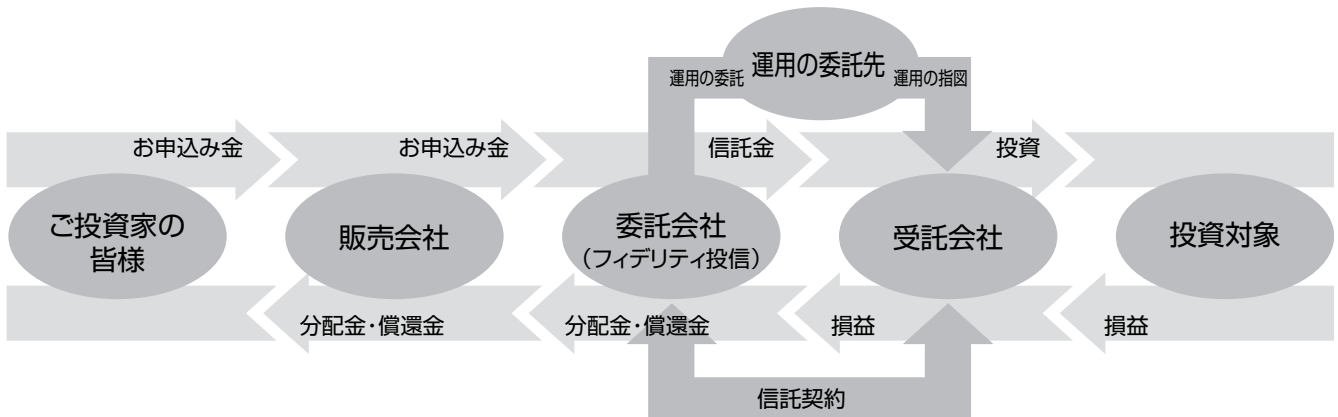 運用の委託先
運用の委託
運用の指図
お申込み金
お申込み金
信託金
投資
ご投資家の
皆様
販売会社
委託会社
（フィデリティ投信）
受託会社
投資対象
分配金・償還金
分配金・償還金
損益
損益
信託契約